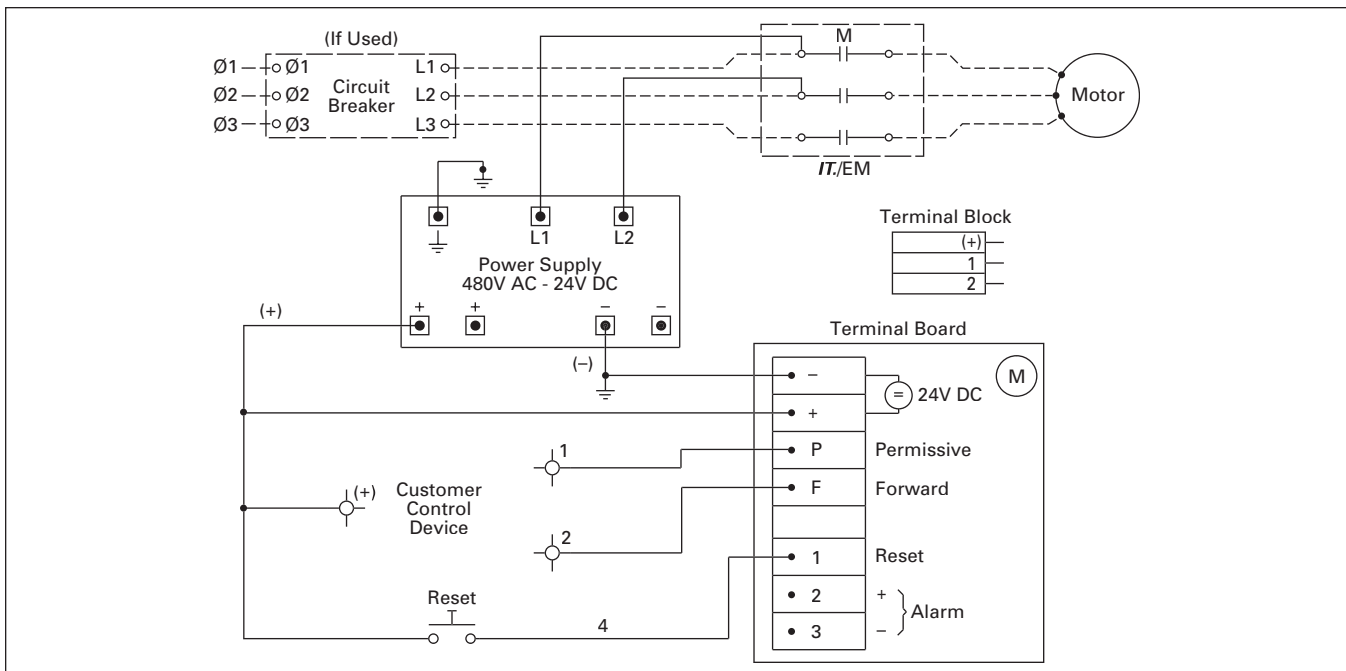 (If Used)
M
Ø1 Ø1 L1
Ø2 Ø2 Circuit L2
Breaker
Ø3 Ø3 L3
Motor
IT./EM
L1 L2
Power Supply
480V AC - 24V DC
+ + – –
(+)
(–)
Terminal Block
(+)
1
2
Terminal Board
M
–
= 24V DC
+
P Permissive
F Forward
1 Reset
2 +
Alarm
3 –
1
(+) Customer
Control
Device
2
Reset
4